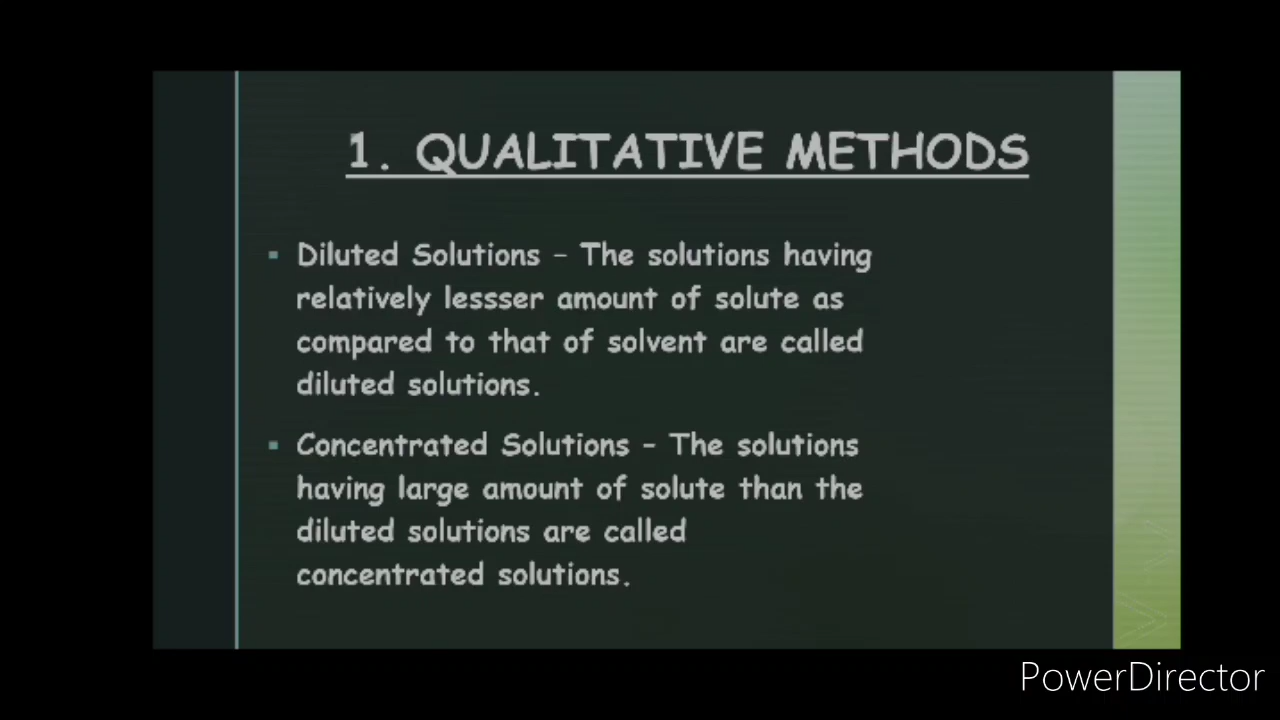 1. QUALITATIVE METHODS
▪ Diluted Solutions – The solutions having
relatively lessser amount of solute as
compared to that of solvent are called
diluted solutions.
▪ Concentrated Solutions – The solutions
having large amount of solute than the
diluted solutions are called
concentrated solutions.
PowerDirector